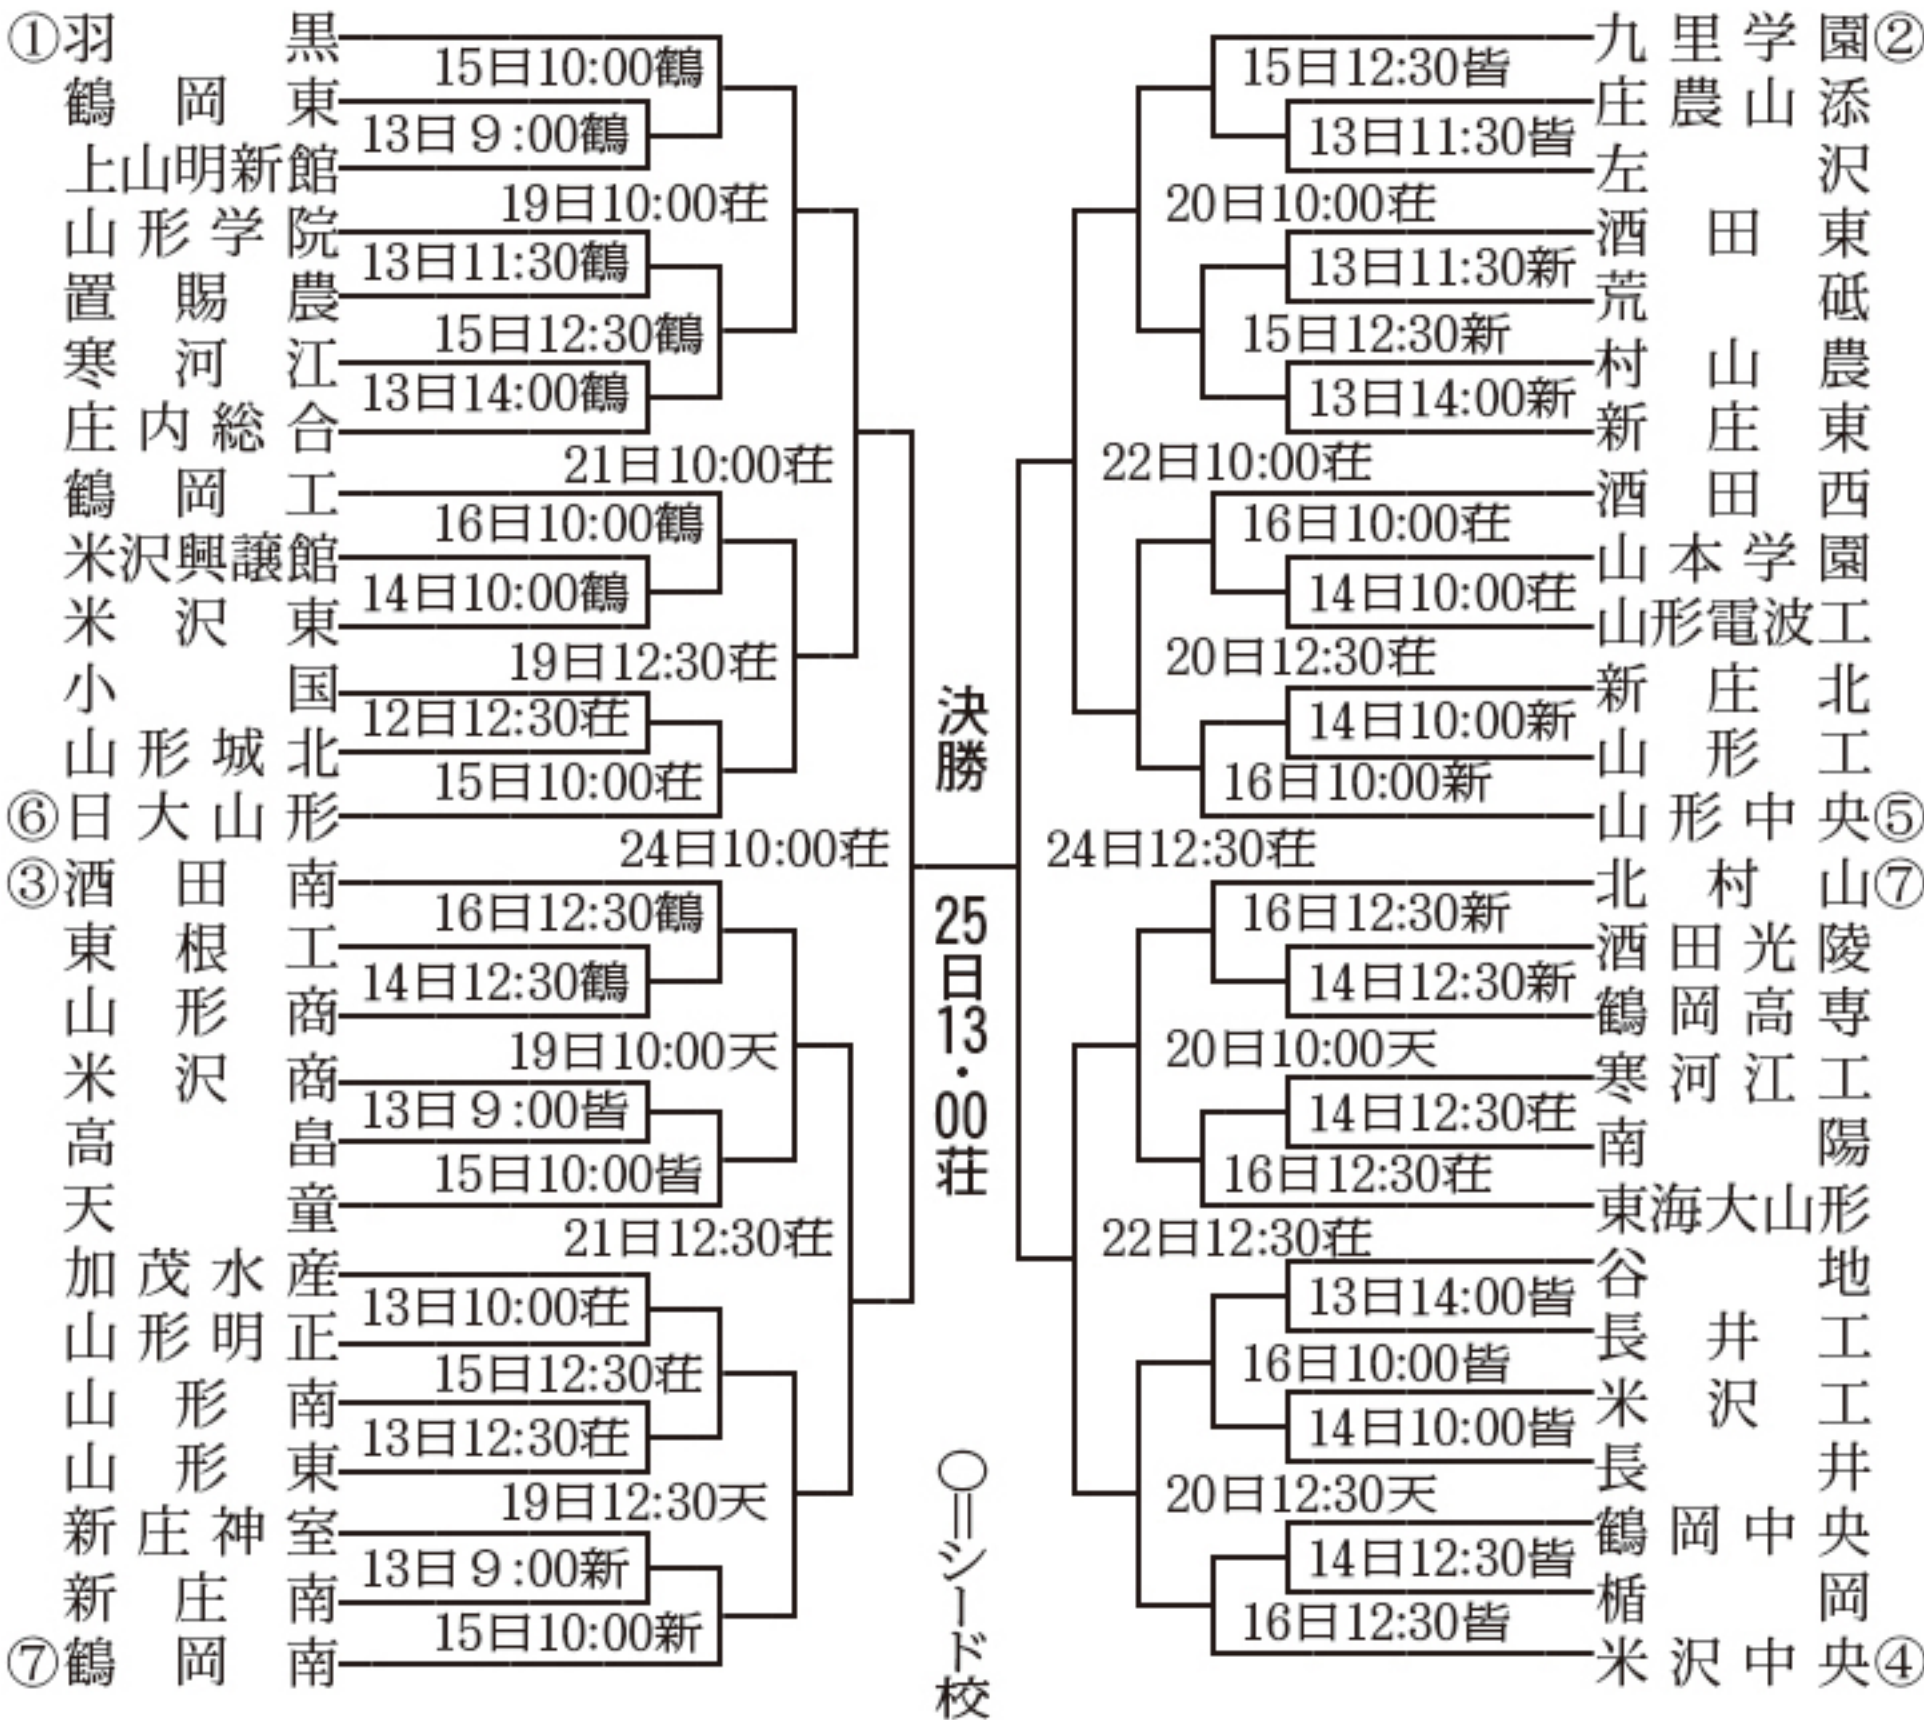 ①羽黒
鶴岡東
上山明新館
山形学院
置賜農
寒河江
庄内総合
鶴岡工
米沢興譲館
米沢東
小国
山形城北
⑥日大山形
③酒田南
東根工
山形商
米沢商
高畠
天童
加茂水産
山形明正
山形南
山形東
新庄神室
新庄南
⑦鶴岡南
15日10:00鶴
13日9:00鶴
19日10:00荘
13日11:30鶴
15日12:30鶴
13日14:00鶴
21日10:00荘
16日10:00鶴
14日10:00鶴
19日12:30荘
12日12:30荘
15日10:00荘
24日10:00荘
16日12:30鶴
14日12:30鶴
19日10:00天
13日9:00皆
15日10:00皆
21日12:30荘
13日10:00荘
15日12:30荘
13日12:30荘
19日12:30天
13日9:00新
15日10:00新
決勝
25日13・00荘
○=シード校
15日12:30皆
13日11:30皆
20日10:00荘
13日11:30新
15日12:30新
13日14:00新
22日10:00荘
16日10:00荘
14日10:00荘
20日12:30荘
14日10:00新
16日10:00新
24日12:30荘
16日12:30新
14日12:30新
20日10:00天
14日12:30荘
16日12:30荘
22日12:30荘
13日14:00皆
16日10:00皆
14日10:00皆
20日12:30天
14日12:30皆
16日12:30皆
九里学園②
庄農山添
左沢
酒田東
荒砥
村山農
新庄東
酒田西
山本学園
山形電波工
新庄北
山形工
山形中央⑤
北村山⑦
酒田光陵
鶴岡高専
寒河江工
南陽
東海大山形
谷地
長井工
米沢工
長井
鶴岡中央
楯岡
米沢中央④